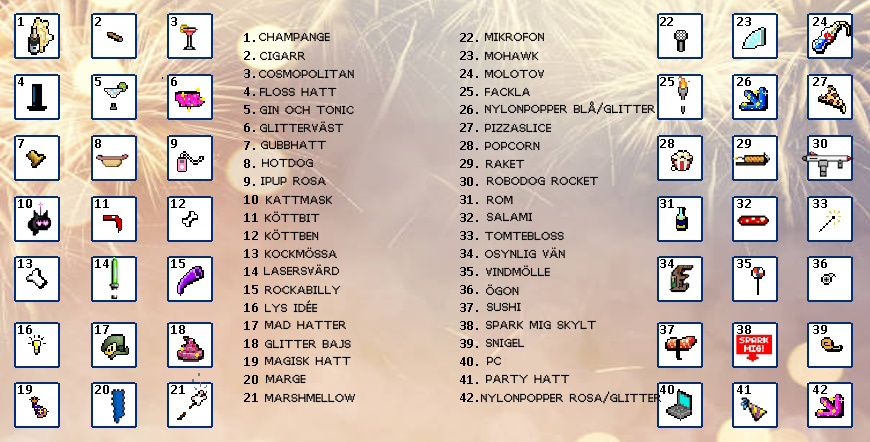 1 2 3
4 5 6
7 8 9
10 11 12
13 14 15
16 17 18
19 20 21
1. CHAMPANGE
2. CIGARR
3. COSMOPOLITAN
4. FLOSS HATT
5. GIN OCH TONIC
6. GLITTERVÄST
7. GUBBHATT
8. HOTDOG
9. IPUP ROSA
10 KATTMASK
11 KÖTTBIT
12 KÖTTBEN
13 KOCKMÖSSA
14 LASERSVÄRD
15 ROCKABILLY
16 LYS IDÉE
17 MAD HATTER
18 GLITTER BAJS
19 MAGISK HATT
20 MARGE
21 MARSHMELLOW
22. MIKROFON
23. MOHAWK
24. MOLOTOV
25. FACKLA
26. NYLONPOPPER BLÅ/GLITTER
27. PIZZASLICE
28. POPCORN
29. RAKET
30. ROBODOG ROCKET
31. ROM
32. SALAMI
33. TOMTEBLOSS
34. OSYNLIG VÄN
35. VINDMÖLLE
36. ÖGON
37. SUSHI
38. SPARK MIG SKYLT
39. SNIGEL
40. PC
41. PARTY HATT
42. NYLONPOPPER ROSA/GLITTER
22 23 24
25 26 27
28 29 30
31 32 33
34 35 36
37 38 39
SPARK
MIG!
40 41 42